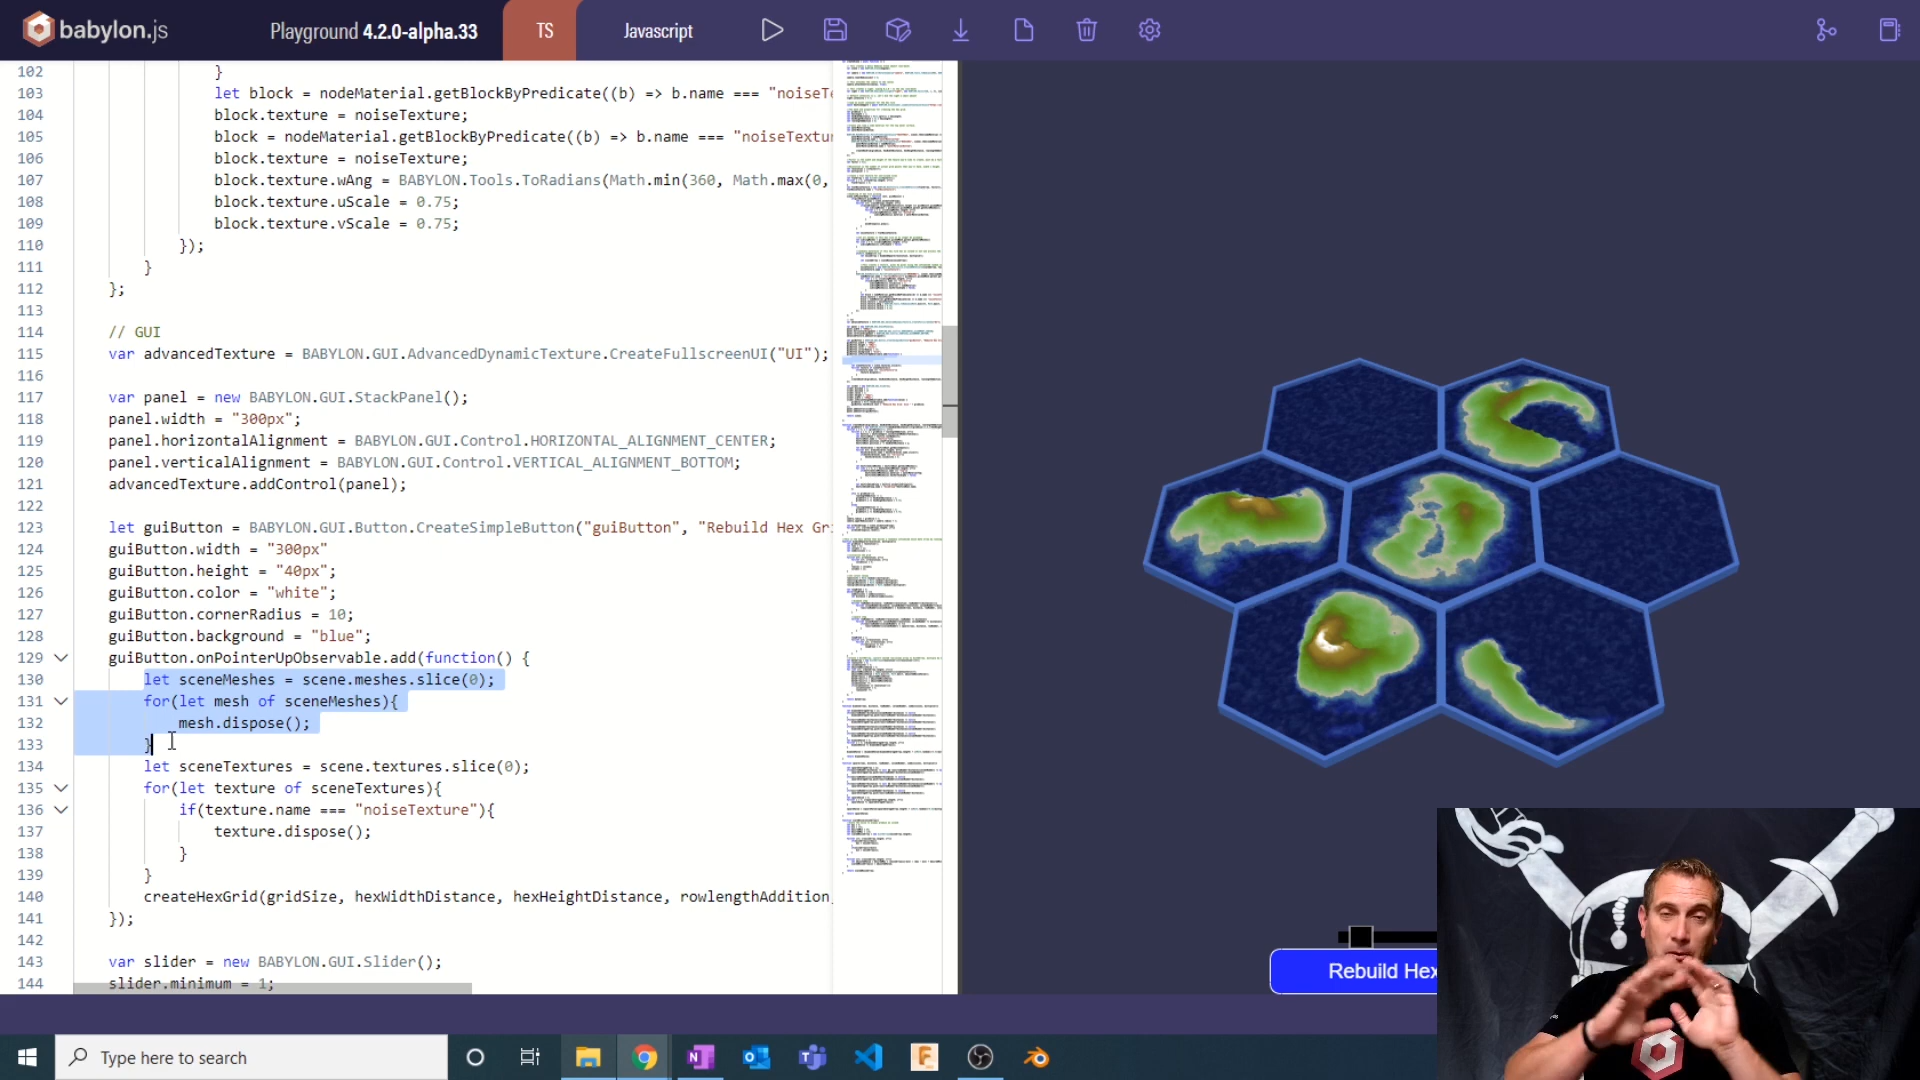 babylon.js
Playground 4.2.0-alpha.33
TS
Javascript
102 }
103 let block = nodeMaterial.getBlockByPredicate((b) => b.name === "noiseTe
104 block.texture = noiseTexture;
105 block = nodeMaterial.getBlockByPredicate((b) => b.name === "noiseTextur
106 block.texture = noiseTexture;
107 block.texture.wAng = BABYLON.Tools.ToRadians(Math.min(360, Math.max(0,
108 block.texture.uScale = 0.75;
109 block.texture.vScale = 0.75;
110 });
111 }
112 };
113
114 // GUI
115 var advancedTexture = BABYLON.GUI.AdvancedDynamicTexture.CreateFullscreenUI("UI");
116
117 var panel = new BABYLON.GUI.StackPanel();
118 panel.width = "300px";
119 panel.horizontalAlignment = BABYLON.GUI.Control.HORIZONTAL_ALIGNMENT_CENTER;
120 panel.verticalAlignment = BABYLON.GUI.Control.VERTICAL_ALIGNMENT_BOTTOM;
121 advancedTexture.addControl(panel);
122
123 let guiButton = BABYLON.GUI.Button.CreateSimpleButton("guiButton", "Rebuild Hex Gri
124 guiButton.width = "300px"
125 guiButton.height = "40px";
126 guiButton.color = "white";
127 guiButton.cornerRadius = 10;
128 guiButton.background = "blue";
129 guiButton.onPointerUpObservable.add(function() {
130 let sceneMeshes = scene.meshes.slice(0);
131 for(let mesh of sceneMeshes){
132 mesh.dispose();
133 }
134 let sceneTextures = scene.textures.slice(0);
135 for(let texture of sceneTextures){
136 if(texture.name === "noiseTexture"){
137 texture.dispose();
138 }
139 }
140 createHexGrid(gridSize, hexWidthDistance, hexHeightDistance, rowlengthAddition,
141 });
142
143 var slider = new BABYLON.GUI.Slider();
144 slider.minimum = 1;
Rebuild Hex
Type here to search